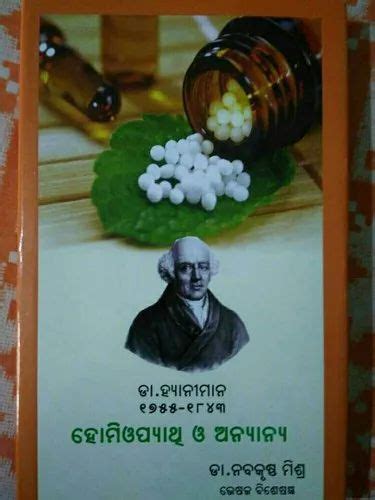 ଡା.ହ୍ୟାନୀମାନ
୧୭୫୫-୧୮୪୩
ହୋମିଓପ୍ୟାଥି ଓ ଅନ୍ୟାନ୍ୟ
ଡା.ନବକୃଷ୍ଣ ମିଶ୍ର
ଭେଷଜ ବିଶେଷଜ୍ଞ